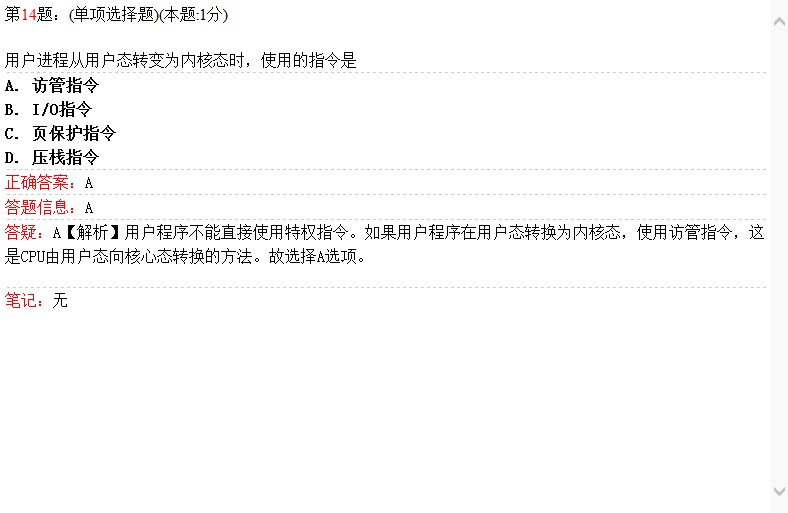 第14题：(单项选择题)(本题:1分)
用户进程从用户态转变为内核态时，使用的指令是
A. 访管指令
B. I/O指令
C. 页保护指令
D. 压栈指令
正确答案：A
答题信息：A
答疑：A【解析】用户程序不能直接使用特权指令。如果用户程序在用户态转换为内核态，使用访管指令，这
是CPU由用户态向核心态转换的方法。故选择A选项。
笔记：无